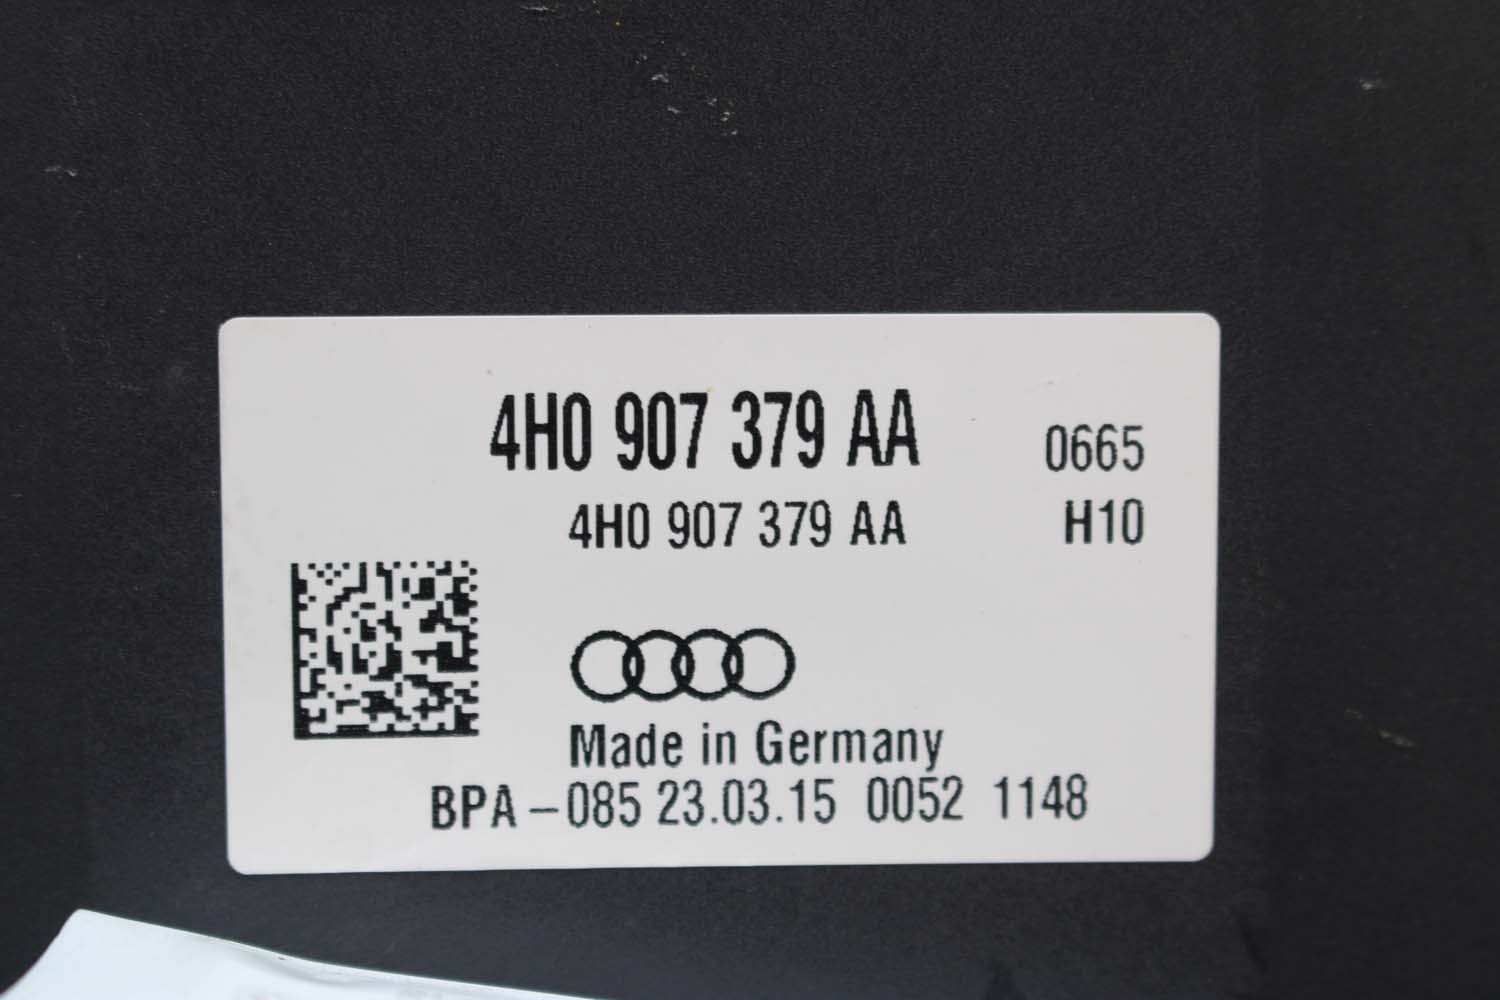 4H0 907 379 AA 0665
4H0 907 379 AA H10
Made in Germany
BPA -085 23.03.15 0052 1148